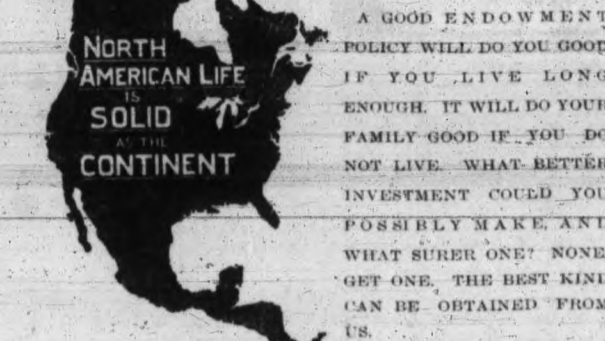 NORTH
AMERICAN LIFE
IS
SOLID
AS THE
CONTINENT
A GOOD ENDOWMENT
POLICY WILL DO YOU GOOD
IF YOU LIVE LONG
ENOUGH. IT WILL DO YOUR
FAMILY GOOD IF YOU DO
NOT LIVE. WHAT BETTER
INVESTMENT COULD YOU
POSSIBLY MAKE, AND
WHAT SURER ONE? NONE.
GET ONE. THE BEST KIND
CAN BE OBTAINED FROM
US.